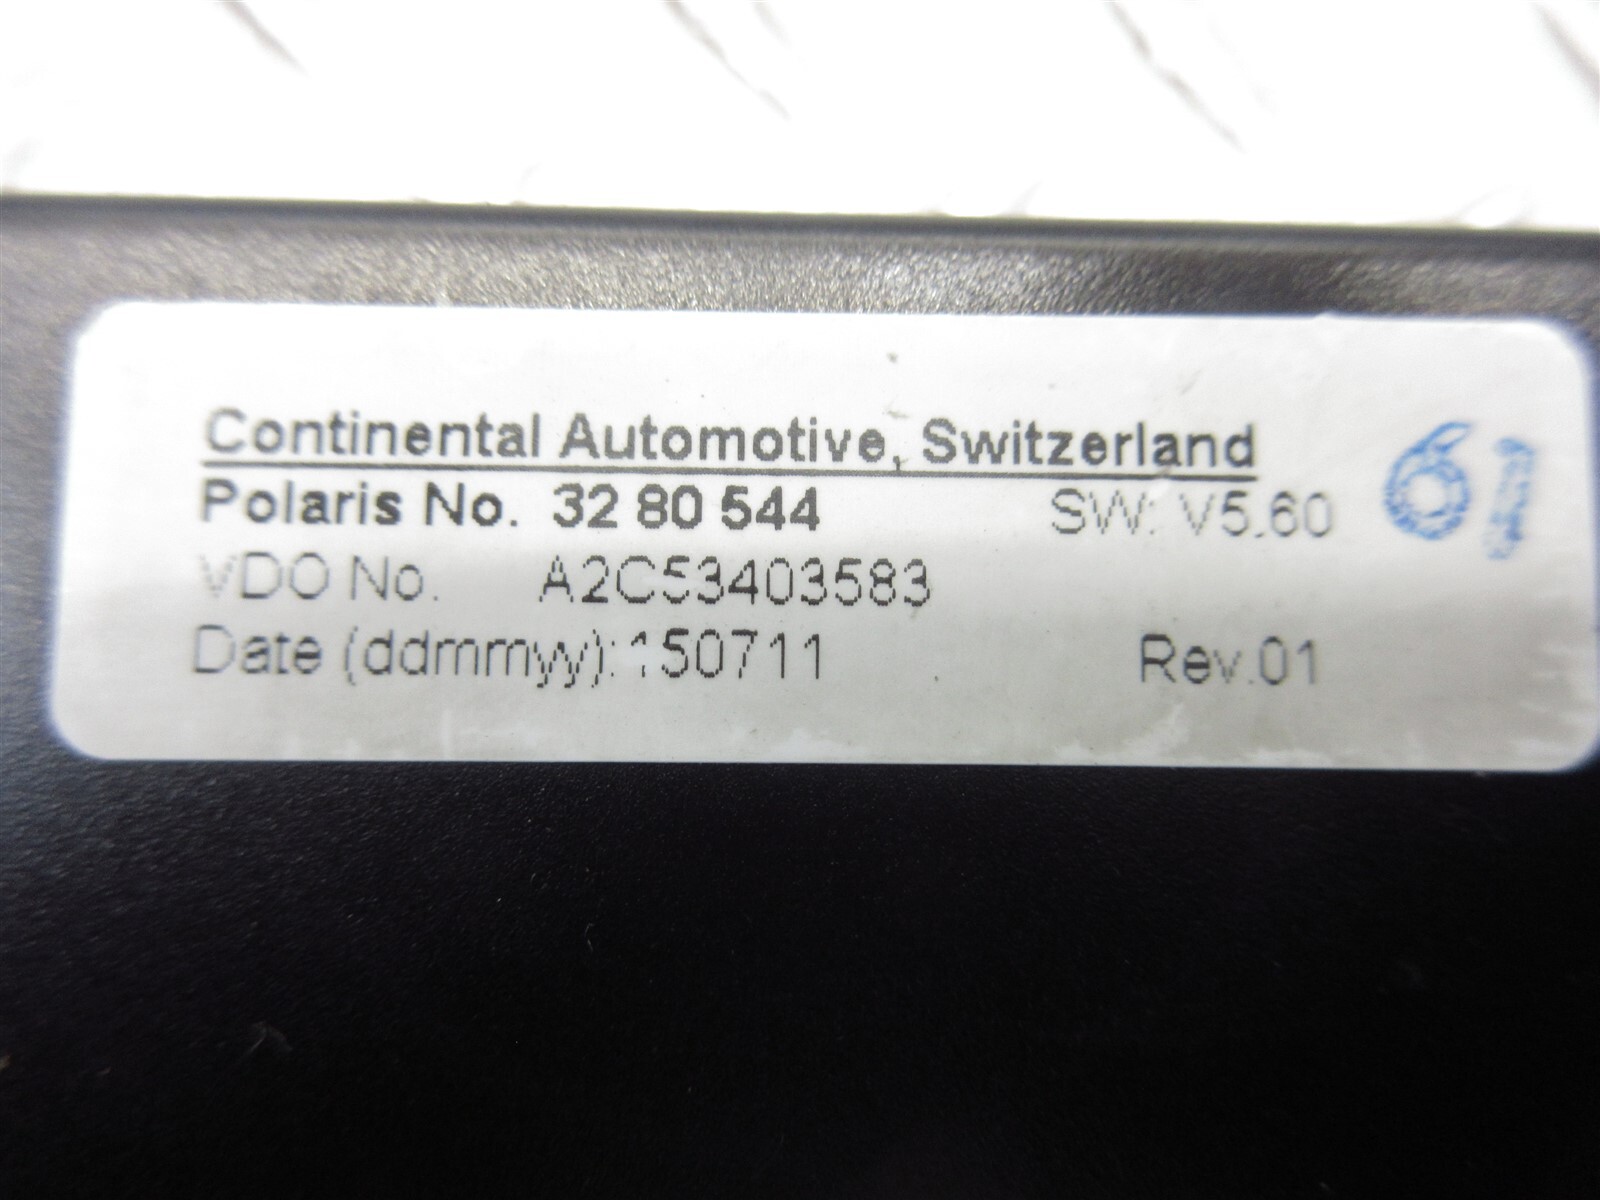 Continental Automotive, Switzerland
Polaris No. 32 80 544 SW: V5.60
VDO No. A2C53403583
Date (ddmmyy): 150711 Rev.01